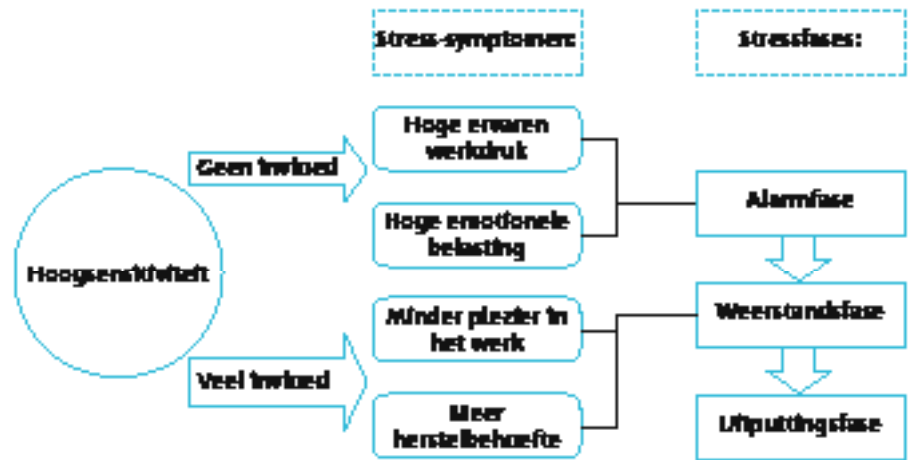 Stress-symptomen:
Stressfases:
Hoge ervaren
werkdruk
Geen invloed
Alarmfase
Hoge emotionele
belasting
Hoogsensitiviteit
Minder plezier in
het werk
Weerstandsfase
Veel invloed
Meer
herstelbehoefte
Uitputtingsfase